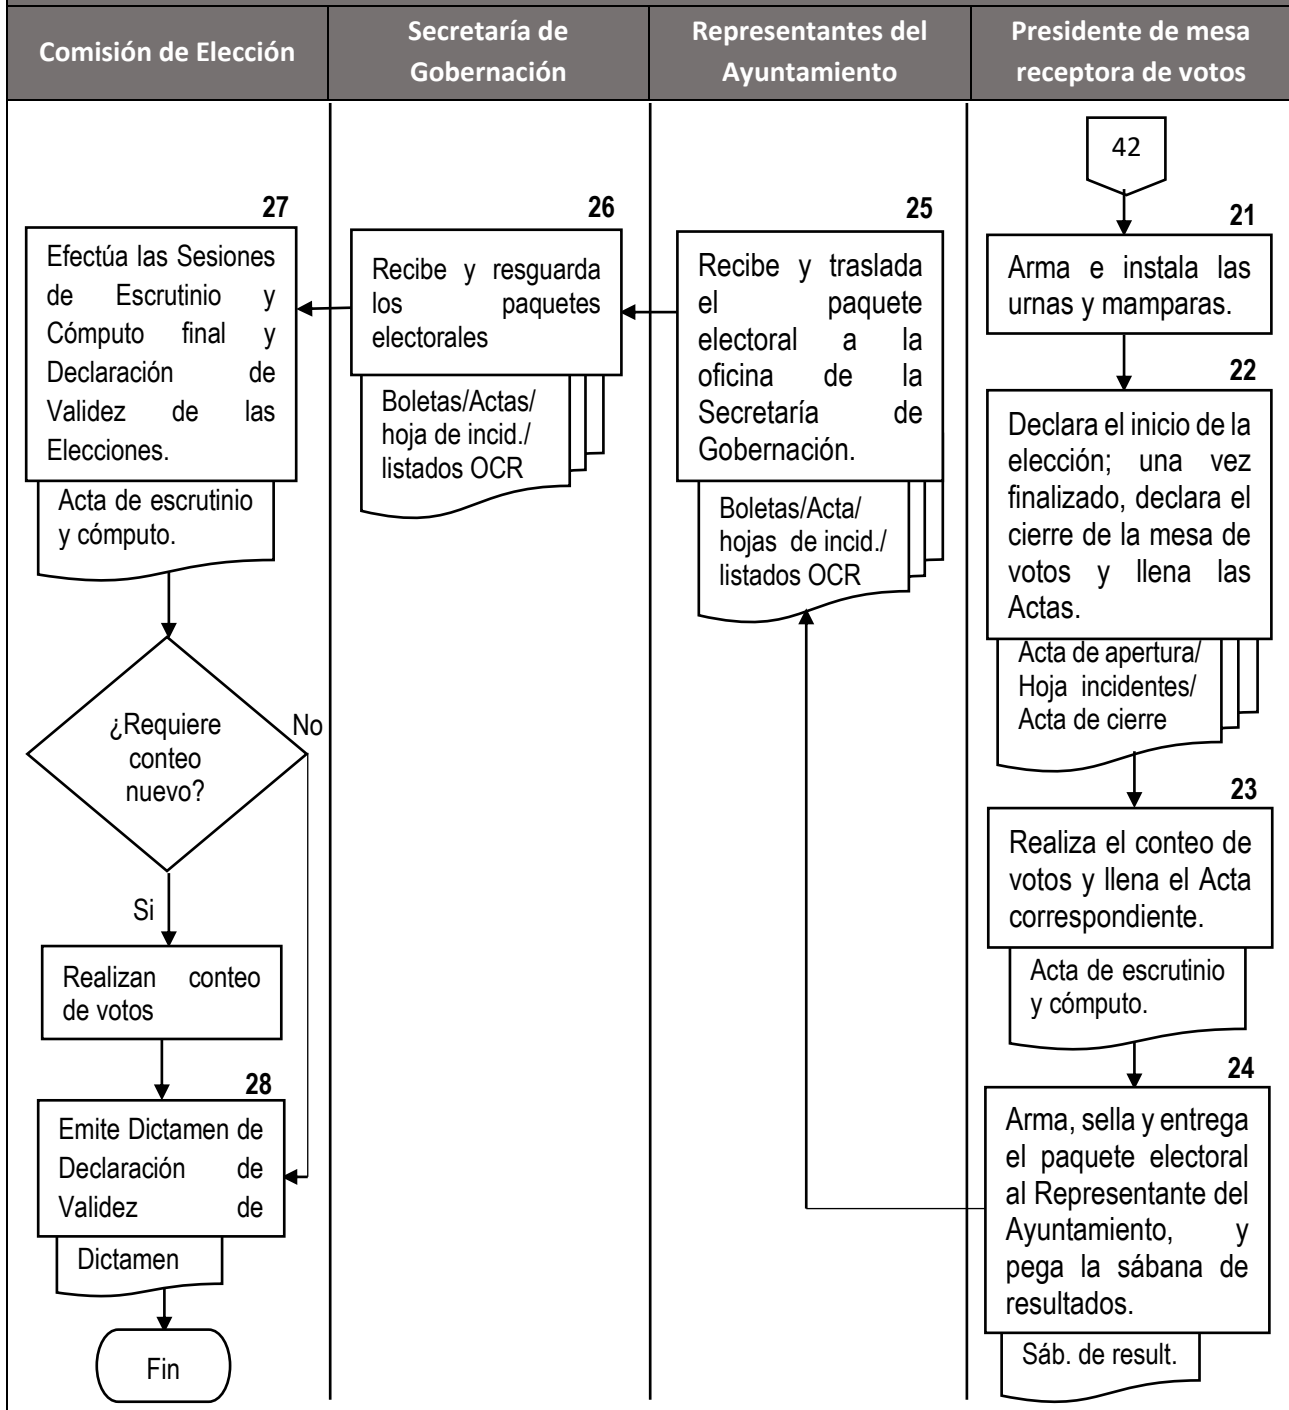 Comisión de Elección
Secretaría de
Gobernación
Representantes del
Ayuntamiento
Presidente de mesa
receptora de votos
42
21
Arma e instala las
urnas y mamparas.
22
Declara el inicio de la
elección; una vez
finalizado, declara el
cierre de la mesa de
votos y llena las
Actas.
Acta de apertura/
Hoja incidentes/
Acta de cierre
23
Realiza el conteo de
votos y llena el Acta
correspondiente.
Acta de escrutinio
y cómputo.
24
Arma, sella y entrega
el paquete electoral
al Representante del
Ayuntamiento, y
pega la sábana de
resultados.
Sáb. de result.
25
Recibe y traslada
el paquete
electoral a la
oficina de la
Secretaría de
Gobernación.
Boletas/Acta/
hojas de incid./
listados OCR
26
Recibe y resguarda
los paquetes
electorales
Boletas/Actas/
hoja de incid./
listados OCR
27
Efectúa las Sesiones
de Escrutinio y
Cómputo final y
Declaración de
Validez de las
Elecciones.
Acta de escrutinio
y cómputo.
¿Requiere
conteo
nuevo?
No
Si
Realizan conteo
de votos
28
Emite Dictamen de
Declaración de
Validez de
Dictamen
Fin